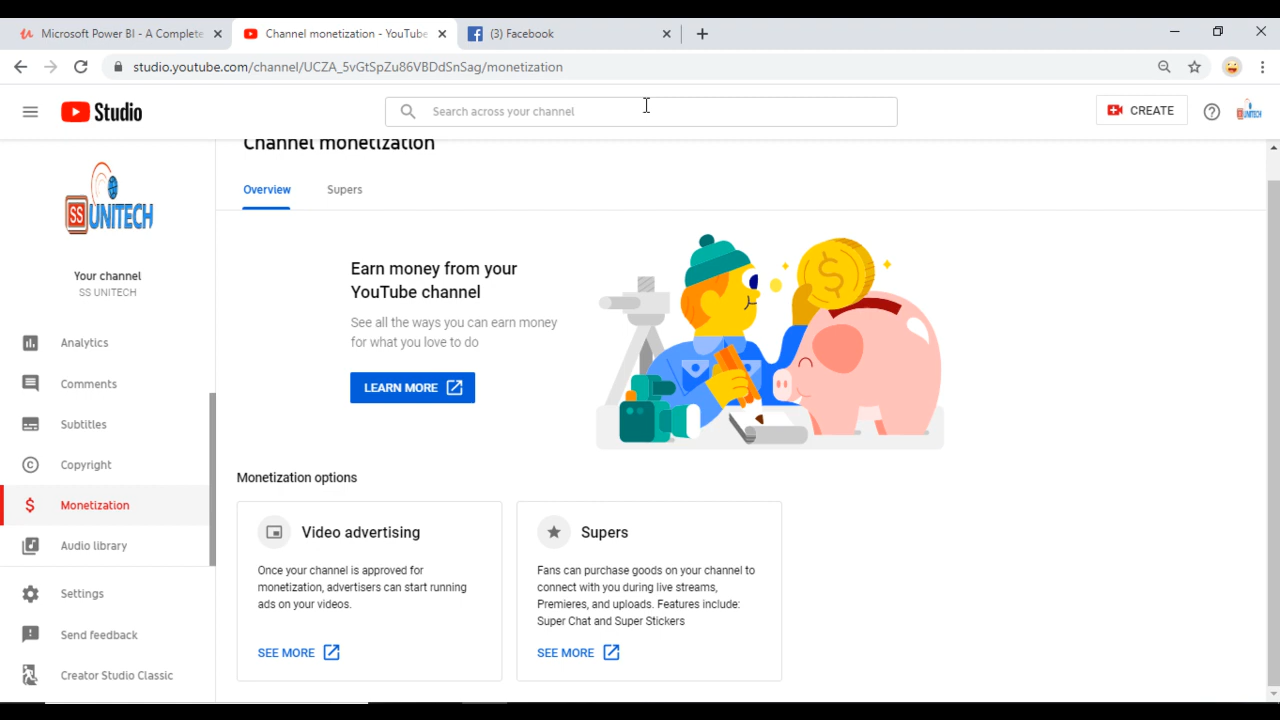 Microsoft Power BI - A Complete
Channel monetization - YouTube
(3) Facebook
studio.youtube.com/channel/UCZA_5vGtSpZu86VBDdSnSag/monetization
Studio
Search across your channel
CREATE
SS UNITECH
Your channel
SS UNITECH
Analytics
Comments
Subtitles
Copyright
Monetization
Audio library
Settings
Send feedback
Creator Studio Classic
Channel monetization
Overview
Supers
Earn money from your
YouTube channel
See all the ways you can earn money
for what you love to do
LEARN MORE
Monetization options
Video advertising
Once your channel is approved for
monetization, advertisers can start running
ads on your videos.
SEE MORE
Supers
Fans can purchase goods on your channel to
connect with you during live streams,
Premieres, and uploads. Features include:
Super Chat and Super Stickers
SEE MORE